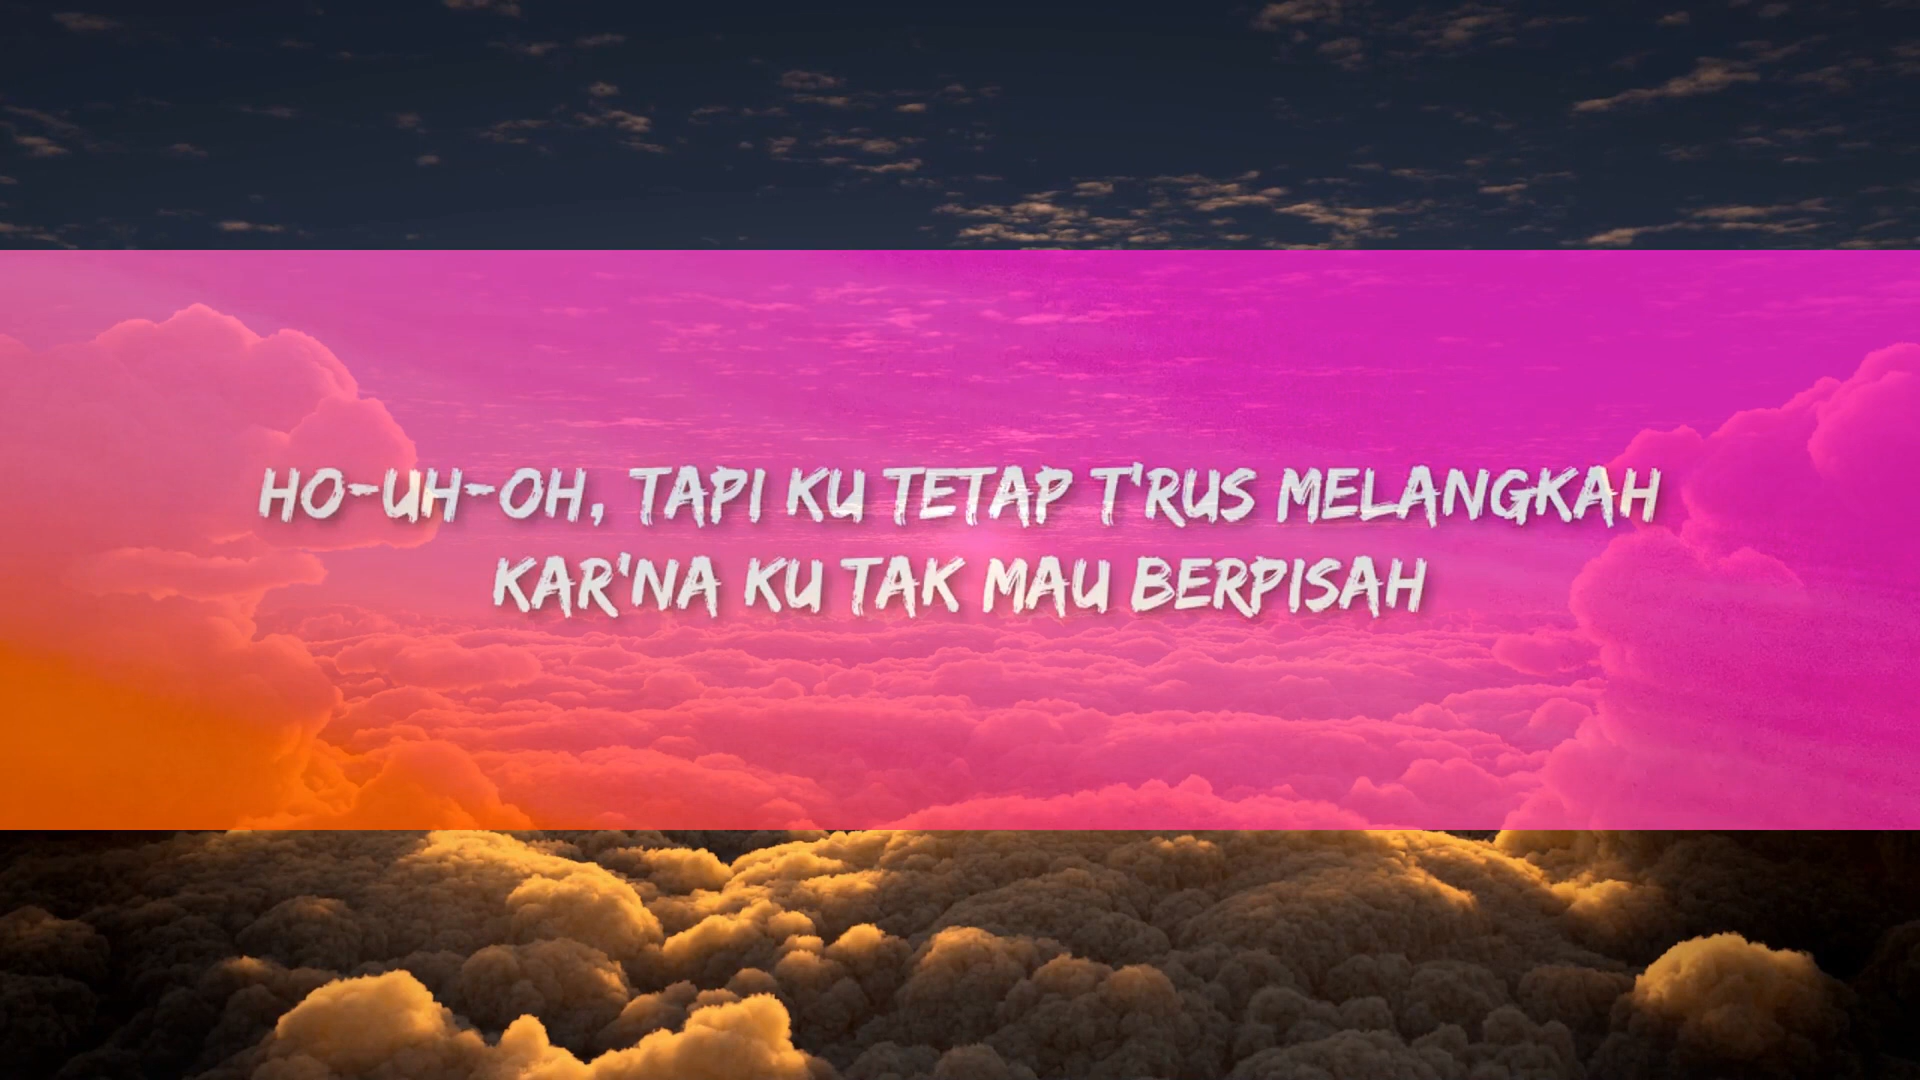 HO-UH-OH, TAPI KU TETAP T'RUS MELANGKAH
KAR'NA KU TAK MAU BERPISAH